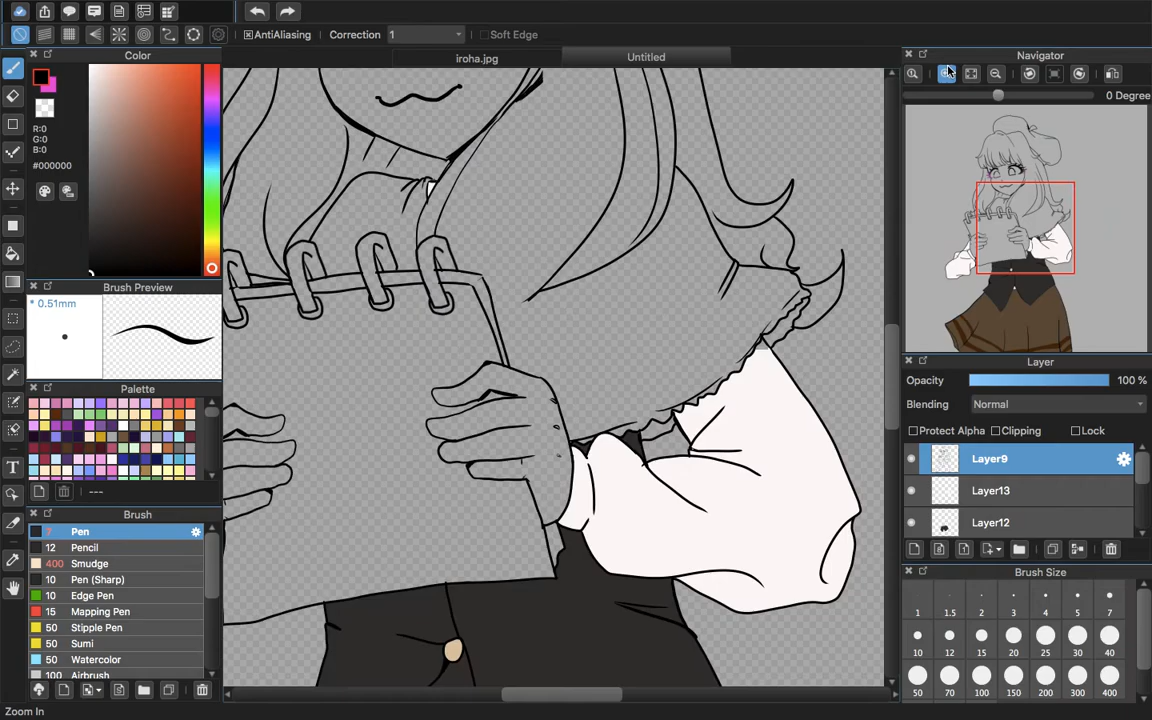 AntiAliasing Correction 1 Soft Edge
Color iroha.jpg Untitled Navigator
0 Degree
R:0
G:0
B:0
#000000
Brush Preview
* 0.51mm
Layer
Opacity 100 %
Blending Normal
Palette
Protect Alpha Clipping Lock
Layer9
Layer13
Layer12
---
Brush
7 Pen
12 Pencil
400 Smudge
10 Pen (Sharp)
10 Edge Pen
15 Mapping Pen
50 Stipple Pen
50 Sumi
50 Watercolor
100 Airbrush
Brush Size
1 1.5 2 3 4 5 7
10 12 15 20 25 30 40
50 70 100 150 200 300 400
T
Zoom In